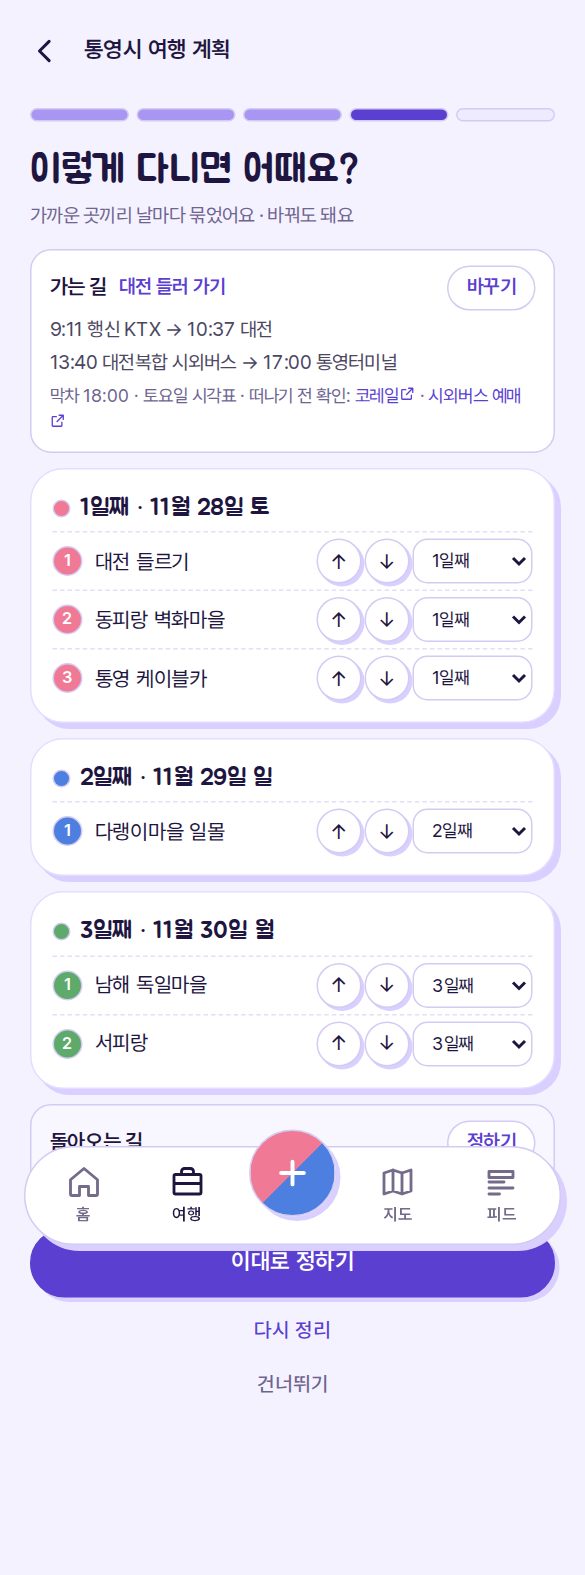 통영시 여행 계획
이렇게 다니면 어때요?
가까운 곳끼리 날마다 묶었어요 · 바꿔도 돼요
가는 길 대전 들러 가기 바꾸기
9:11 행신 KTX → 10:37 대전
13:40 대전복합 시외버스 → 17:00 통영터미널
막차 18:00 · 토요일 시각표 · 떠나기 전 확인: 코레일 · 시외버스 예매
1일째 · 11월 28일 토
1 대전 들르기 ↑ ↓ 1일째
2 동피랑 벽화마을 ↑ ↓ 1일째
3 통영 케이블카 ↑ ↓ 1일째
2일째 · 11월 29일 일
1 다랭이마을 일몰 ↑ ↓ 2일째
3일째 · 11월 30일 월
1 남해 독일마을 ↑ ↓ 3일째
2 서피랑 ↑ ↓ 3일째
돌아오는 길 정하기
홈 여행 + 지도 피드
이대로 정하기
다시 정리
건너뛰기